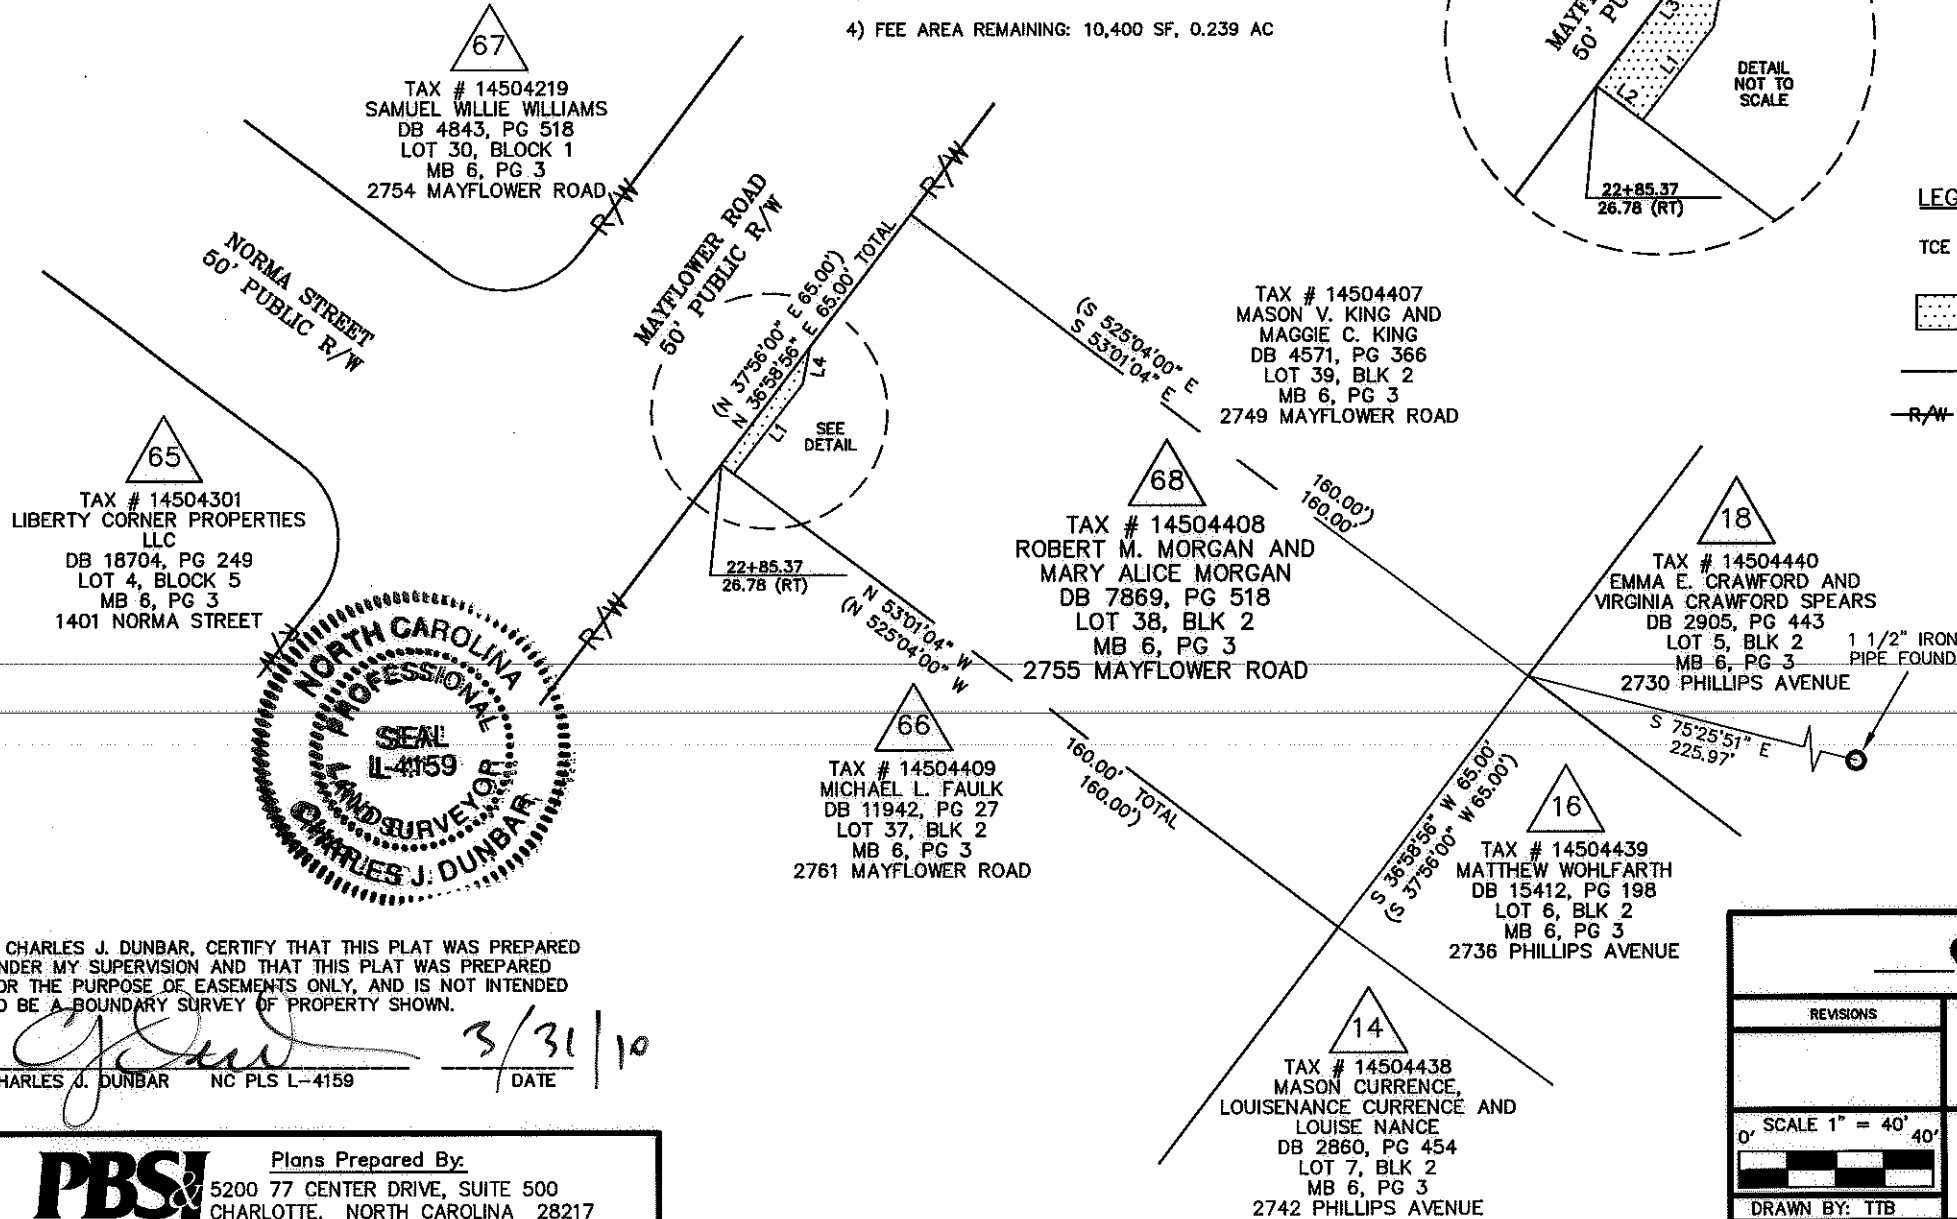 4) FEE AREA REMAINING: 10,400 SF, 0.239 AC
67
TAX # 14504219
SAMUEL WILLIE WILLIAMS
DB 4843, PG 518
LOT 30, BLOCK 1
MB 6, PG 3
2754 MAYFLOWER ROAD
R/W
R/W
50' PU
L3
L1
L2
DETAIL
NOT TO
SCALE
22+85.37
26.78 (RT)
TCE
R/W
NORMA STREET
50' PUBLIC R/W
MAYFLOWER ROAD
50' PUBLIC R/W
(N 37°56'00" E 65.00')
N 36°58'56" E 65.00' TOTAL
L4
L1
SEE
DETAIL
22+85.37
26.78 (RT)
(S 525'04'00" E
S 53°01'04" E
160.00')
160.00'
TAX # 14504407
MASON V. KING AND
MAGGIE C. KING
DB 4571, PG 366
LOT 39, BLK 2
MB 6, PG 3
2749 MAYFLOWER ROAD
65
TAX # 14504301
LIBERTY CORNER PROPERTIES
LLC
DB 18704, PG 249
LOT 4, BLOCK 5
MB 6, PG 3
1401 NORMA STREET
R/W
68
TAX # 14504408
ROBERT M. MORGAN AND
MARY ALICE MORGAN
DB 7869, PG 518
LOT 38, BLK 2
MB 6, PG 3
2755 MAYFLOWER ROAD
18
TAX # 14504440
EMMA E. CRAWFORD AND
VIRGINIA CRAWFORD SPEARS
DB 2905, PG 443
LOT 5, BLK 2
MB 6, PG 3
2730 PHILLIPS AVENUE
1 1/2" IRON
PIPE FOUND
S 75°25'51" E
225.97'
N 53°01'04" W
(N 525'04'00" W
160.00' TOTAL
160.00')
NORTH CAROLINA
PROFESSIONAL
SEAL
L-4159
LAND SURVEYOR
CHARLES J. DUNBAR
66
TAX # 14504409
MICHAEL L. FAULK
DB 11942, PG 27
LOT 37, BLK 2
MB 6, PG 3
2761 MAYFLOWER ROAD
S 36°58'56" W 65.00'
(S 37°56'00" W 65.00')
16
TAX # 14504439
MATTHEW WOHLFARTH
DB 15412, PG 198
LOT 6, BLK 2
MB 6, PG 3
2736 PHILLIPS AVENUE
14
TAX # 14504438
MASON CURRENCE,
LOUISENANCE CURRENCE AND
LOUISE NANCE
DB 2860, PG 454
LOT 7, BLK 2
MB 6, PG 3
2742 PHILLIPS AVENUE
CHARLES J. DUNBAR, CERTIFY THAT THIS PLAT WAS PREPARED
NDER MY SUPERVISION AND THAT THIS PLAT WAS PREPARED
OR THE PURPOSE OF EASEMENTS ONLY, AND IS NOT INTENDED
O BE A BOUNDARY SURVEY OF PROPERTY SHOWN.
3/31/10
HARLES J. DUNBAR NC PLS L-4159 DATE
PBS&J
Plans Prepared By:
5200 77 CENTER DRIVE, SUITE 500
CHARLOTTE, NORTH CAROLINA 28217
REVISIONS
SCALE 1" = 40'
0' 40'
DRAWN BY: TTB